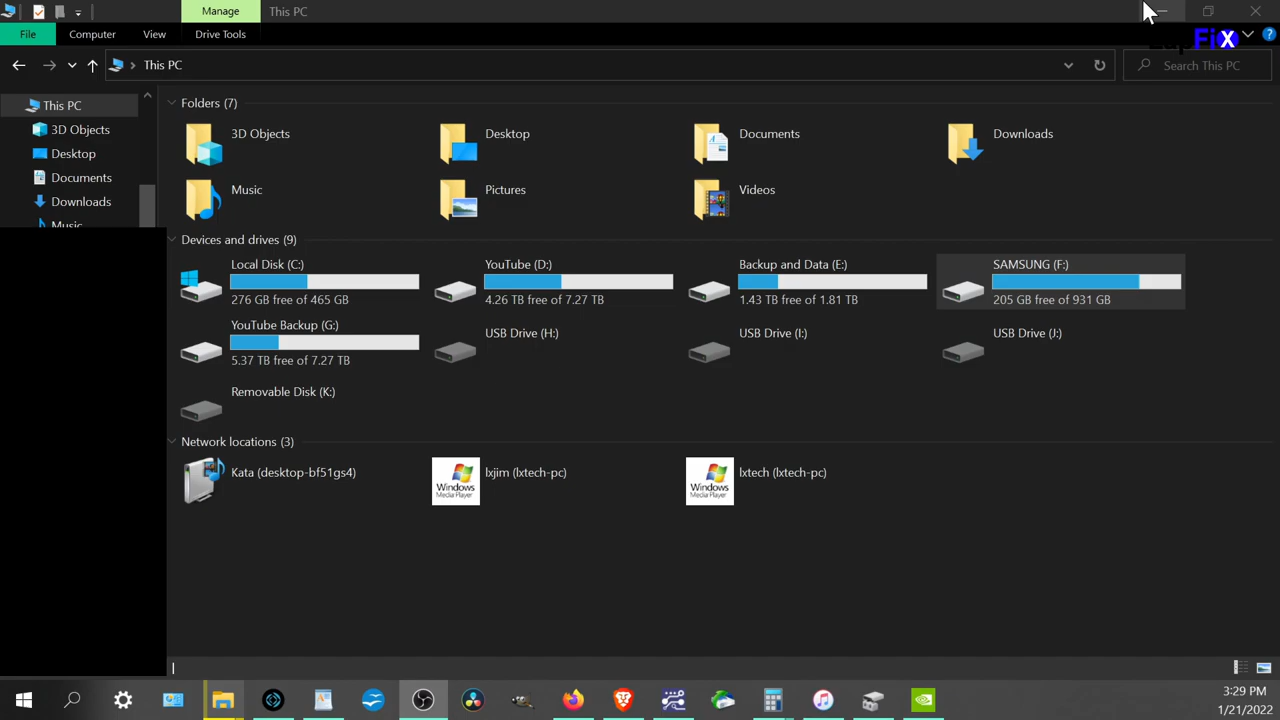 Manage
This PC
File
Computer
View
Drive Tools
This PC
Search This PC
FiX
This PC
3D Objects
Desktop
Documents
Downloads
Music
Folders (7)
3D Objects
Desktop
Documents
Downloads
Music
Pictures
Videos
Devices and drives (9)
Local Disk (C:)
276 GB free of 465 GB
YouTube (D:)
4.26 TB free of 7.27 TB
Backup and Data (E:)
1.43 TB free of 1.81 TB
SAMSUNG (F:)
205 GB free of 931 GB
YouTube Backup (G:)
5.37 TB free of 7.27 TB
USB Drive (H:)
USB Drive (I:)
USB Drive (J:)
Removable Disk (K:)
Network locations (3)
Kata (desktop-bf51gs4)
Windows
Media Player
lxjim (lxtech-pc)
Windows
Media Player
lxtech (lxtech-pc)
3:29 PM
1/21/2022